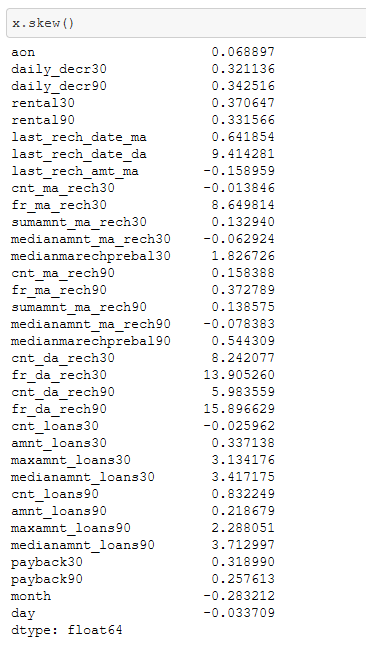 x.skew()
aon 0.068897
daily_decr30 0.321136
daily_decr90 0.342516
rental30 0.370647
rental90 0.331566
last_rech_date_ma 0.641854
last_rech_date_da 9.414281
last_rech_amt_ma -0.158959
cnt_ma_rech30 -0.013846
fr_ma_rech30 8.649814
sumamnt_ma_rech30 0.132940
medianamnt_ma_rech30 -0.062924
medianmarechprebal30 1.826726
cnt_ma_rech90 0.158388
fr_ma_rech90 0.372789
sumamnt_ma_rech90 0.138575
medianamnt_ma_rech90 -0.078383
medianmarechprebal90 0.544309
cnt_da_rech30 8.242077
fr_da_rech30 13.905260
cnt_da_rech90 5.983559
fr_da_rech90 15.896629
cnt_loans30 -0.025962
amnt_loans30 0.337138
maxamnt_loans30 3.134176
medianamnt_loans30 3.417175
cnt_loans90 0.832249
amnt_loans90 0.218679
maxamnt_loans90 2.288051
medianamnt_loans90 3.712997
payback30 0.318990
payback90 0.257613
month -0.283212
day -0.033709
dtype: float64